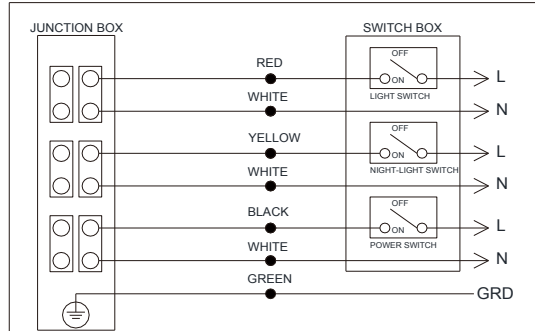 JUNCTION BOX
SWITCH BOX
OFF
RED
ON
L
LIGHT SWITCH
WHITE
N
OFF
YELLOW
ON
L
NIGHT-LIGHT SWITCH
WHITE
N
OFF
BLACK
ON
L
POWER SWITCH
WHITE
N
GREEN
GRD